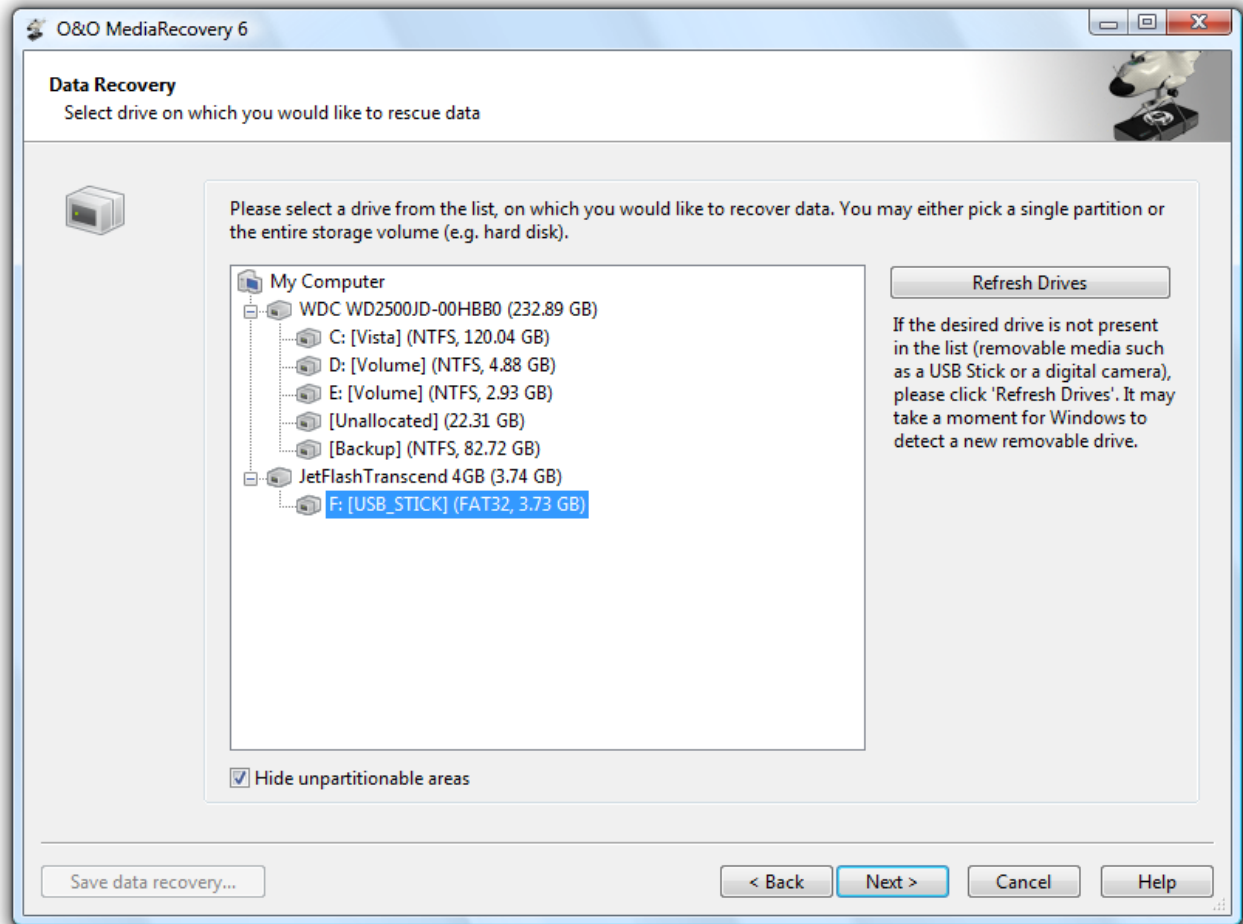 O&O MediaRecovery 6
Data Recovery
Select drive on which you would like to rescue data
Please select a drive from the list, on which you would like to recover data. You may either pick a single partition or
the entire storage volume (e.g. hard disk).
My Computer
WDC WD2500JD-00HBB0 (232.89 GB)
C: [Vista] (NTFS, 120.04 GB)
D: [Volume] (NTFS, 4.88 GB)
E: [Volume] (NTFS, 2.93 GB)
[Unallocated] (22.31 GB)
[Backup] (NTFS, 82.72 GB)
JetFlashTranscend 4GB (3.74 GB)
F: [USB_STICK] (FAT32, 3.73 GB)
Refresh Drives
If the desired drive is not present
in the list (removable media such
as a USB Stick or a digital camera),
please click 'Refresh Drives'. It may
take a moment for Windows to
detect a new removable drive.
Hide unpartitionable areas
Save data recovery...
< Back
Next >
Cancel
Help